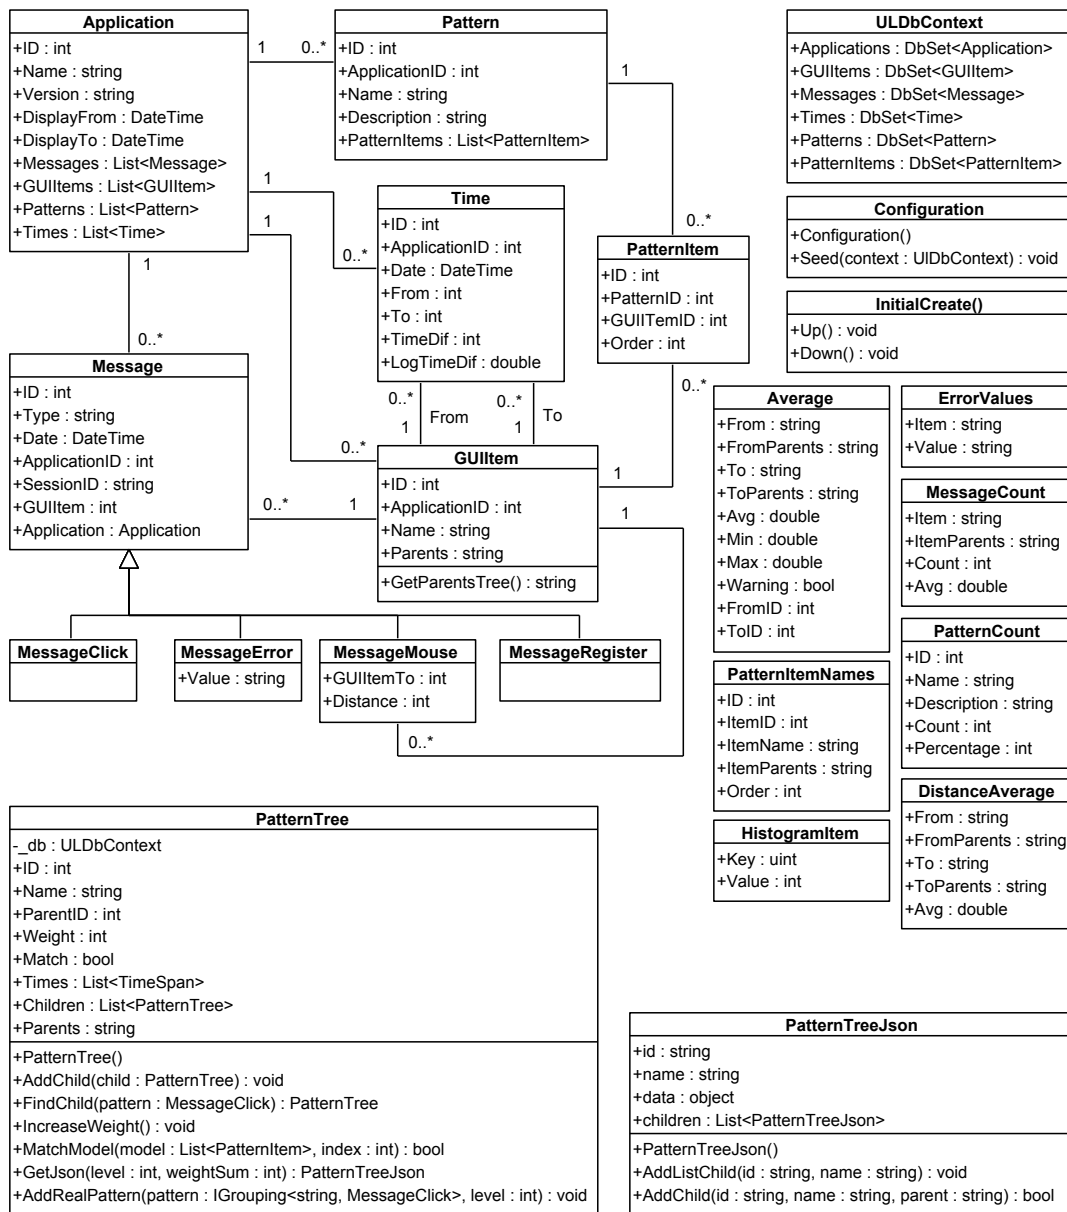 Application
+ID : int
+Name : string
+Version : string
+DisplayFrom : DateTime
+DisplayTo : DateTime
+Messages : List<Message>
+GUIItems : List<GUIItem>
+Patterns : List<Pattern>
+Times : List<Time>
1
0..*
1
0..*
1
0..*
1
0..*
Pattern
+ID : int
+ApplicationID : int
+Name : string
+Description : string
+PatternItems : List<PatternItem>
1
0..*
ULDbContext
+Applications : DbSet<Application>
+GUIItems : DbSet<GUIItem>
+Messages : DbSet<Message>
+Times : DbSet<Time>
+Patterns : DbSet<Pattern>
+PatternItems : DbSet<PatternItem>
Time
+ID : int
+ApplicationID : int
+Date : DateTime
+From : int
+To : int
+TimeDif : int
+LogTimeDif : double
0..*
1
From
0..*
1
To
PatternItem
+ID : int
+PatternID : int
+GUIITemID : int
+Order : int
0..*
1
Configuration
+Configuration()
+Seed(context : UlDbContext) : void
InitialCreate()
+Up() : void
+Down() : void
Message
+ID : int
+Type : string
+Date : DateTime
+ApplicationID : int
+SessionID : string
+GUIItem : int
+Application : Application
0..*
1
GUIItem
+ID : int
+ApplicationID : int
+Name : string
+Parents : string
+GetParentsTree() : string
1
0..*
MessageClick
MessageError
+Value : string
MessageMouse
+GUIItemTo : int
+Distance : int
MessageRegister
Average
+From : string
+FromParents : string
+To : string
+ToParents : string
+Avg : double
+Min : double
+Max : double
+Warning : bool
+FromID : int
+ToID : int
ErrorValues
+Item : string
+Value : string
MessageCount
+Item : string
+ItemParents : string
+Count : int
+Avg : double
PatternItemNames
+ID : int
+ItemID : int
+ItemName : string
+ItemParents : string
+Order : int
PatternCount
+ID : int
+Name : string
+Description : string
+Count : int
+Percentage : int
HistogramItem
+Key : uint
+Value : int
DistanceAverage
+From : string
+FromParents : string
+To : string
+ToParents : string
+Avg : double
PatternTree
-_db : ULDbContext
+ID : int
+Name : string
+ParentID : int
+Weight : int
+Match : bool
+Times : List<TimeSpan>
+Children : List<PatternTree>
+Parents : string
+PatternTree()
+AddChild(child : PatternTree) : void
+FindChild(pattern : MessageClick) : PatternTree
+IncreaseWeight() : void
+MatchModel(model : List<PatternItem>, index : int) : bool
+GetJson(level : int, weightSum : int) : PatternTreeJson
+AddRealPattern(pattern : IGrouping<string, MessageClick>, level : int) : void
PatternTreeJson
+id : string
+name : string
+data : object
+children : List<PatternTreeJson>
+PatternTreeJson()
+AddListChild(id : string, name : string) : void
+AddChild(id : string, name : string, parent : string) : bool